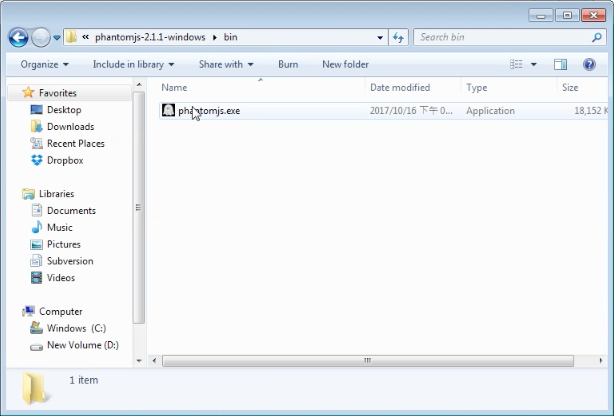 « phantomjs-2.1.1-windows ▸ bin
Search bin
Organize ▾ Include in library ▾ Share with ▾ Burn New folder
Name Date modified Type Size
phantomjs.exe 2017/10/16 下午 0... Application 18,152 K
Favorites
Desktop
Downloads
Recent Places
Dropbox
Libraries
Documents
Music
Pictures
Subversion
Videos
Computer
Windows (C:)
New Volume (D:)
1 item